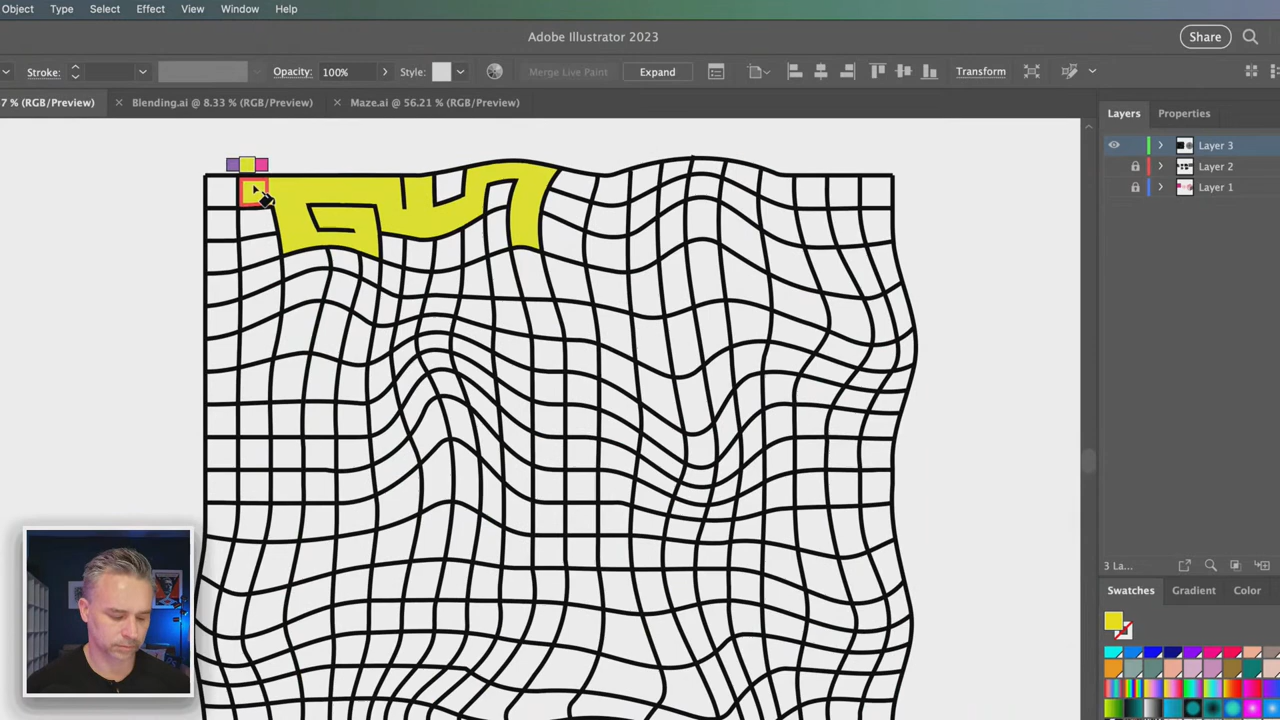 Object Type Select Effect View Window Help
Adobe Illustrator 2023 Share
Stroke: Opacity: 100% Style: Merge Live Paint Expand Transform
7 % (RGB/Preview) × Blending.ai @ 8.33 % (RGB/Preview) × Maze.ai @ 56.21 % (RGB/Preview)
Layers Properties
Layer 3
Layer 2
Layer 1
3 La...
Swatches Gradient Color